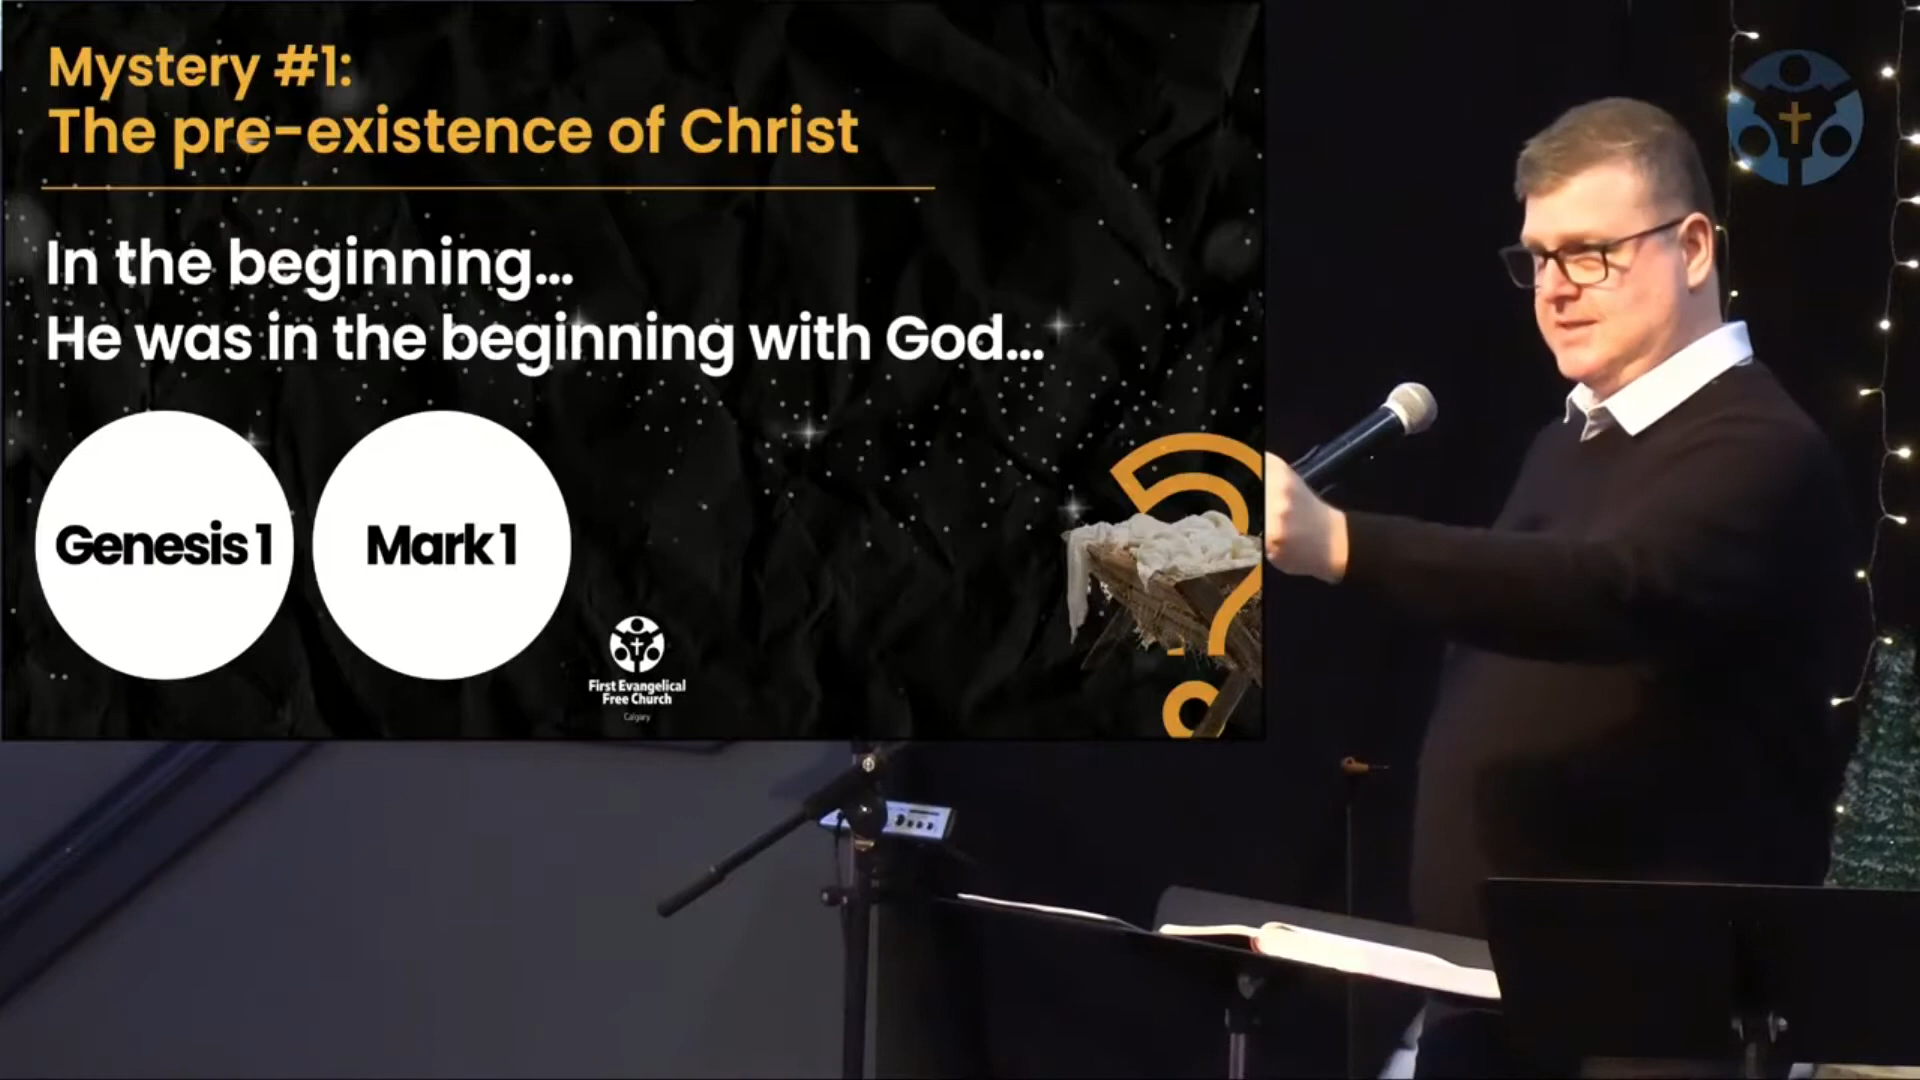 Mystery #1:
The pre-existence of Christ
In the beginning...
He was in the beginning with God...
Genesis 1
Mark 1
First Evangelical
Free Church
Calgary